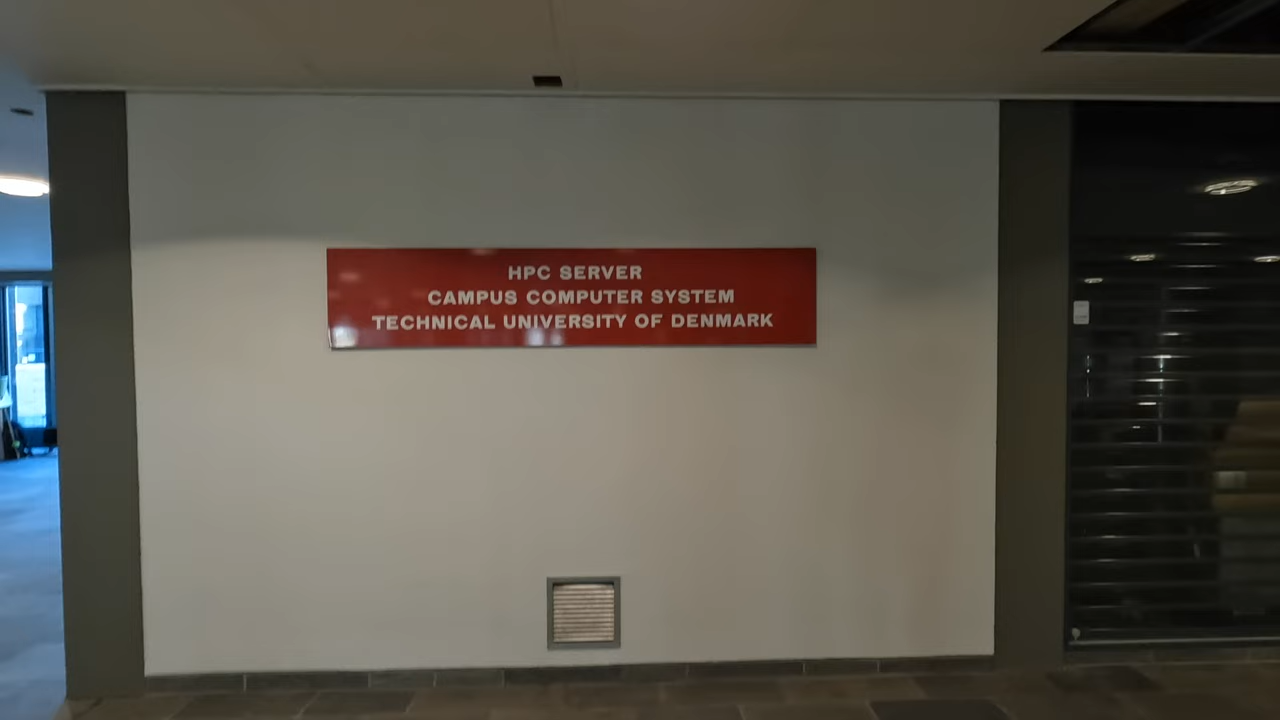 HPC SERVER
CAMPUS COMPUTER SYSTEM
TECHNICAL UNIVERSITY OF DENMARK